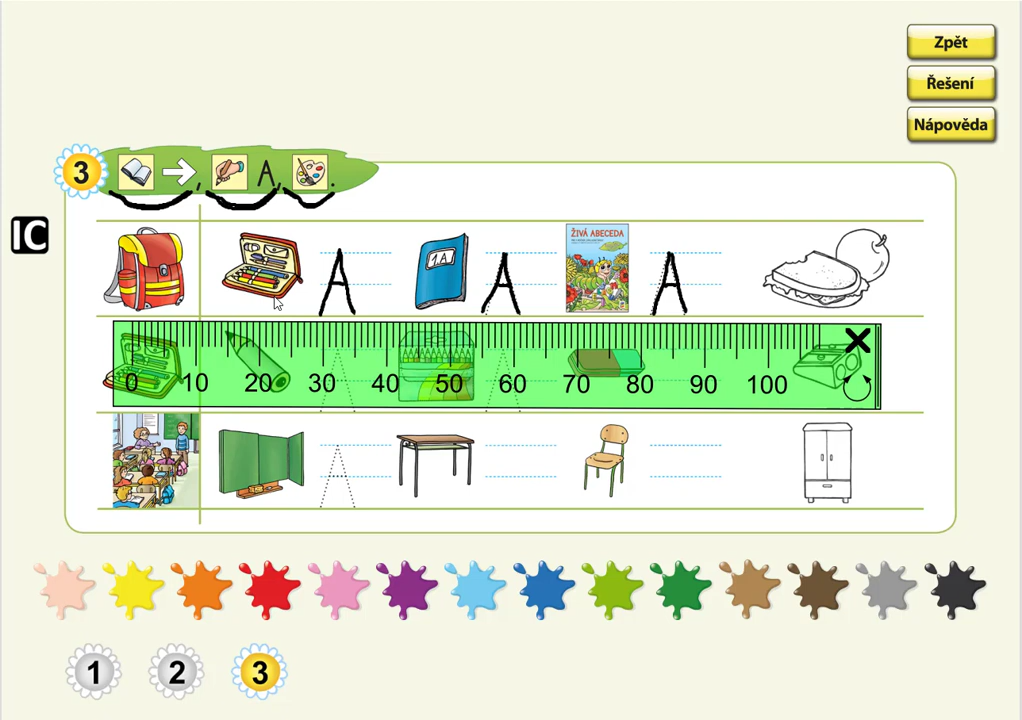 Zpět
Řešení
Nápověda
3 , A, .
IC
A 1.A A ŽIVÁ ABECEDA A
0 10 20 30 40 50 60 70 80 90 100
A
1 2 3